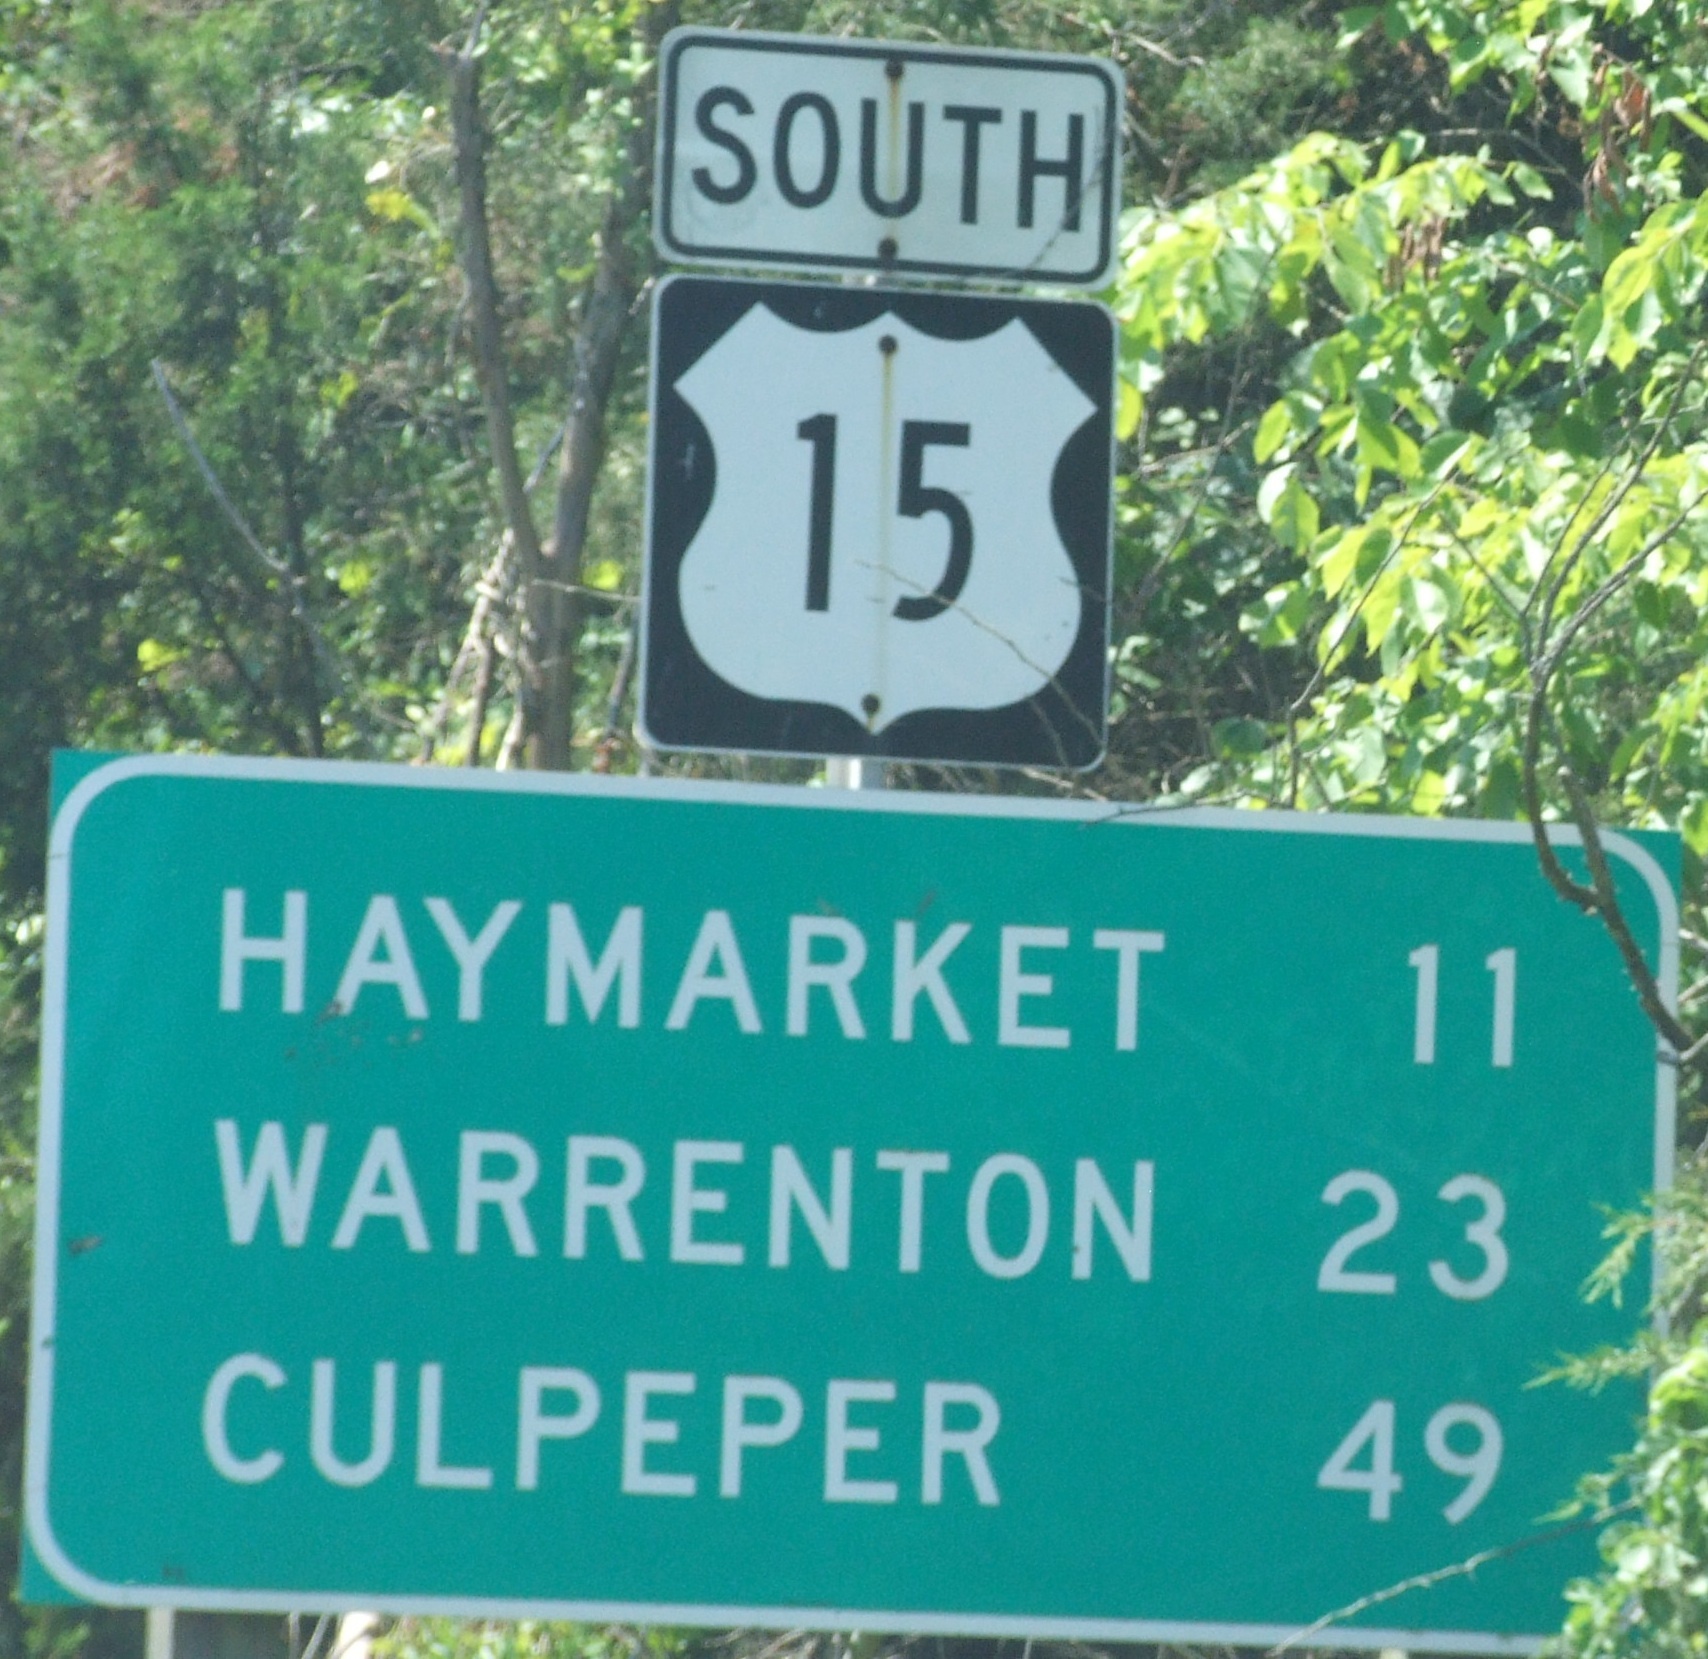 SOUTH
15
HAYMARKET 11
WARRENTON 23
CULPEPER 49